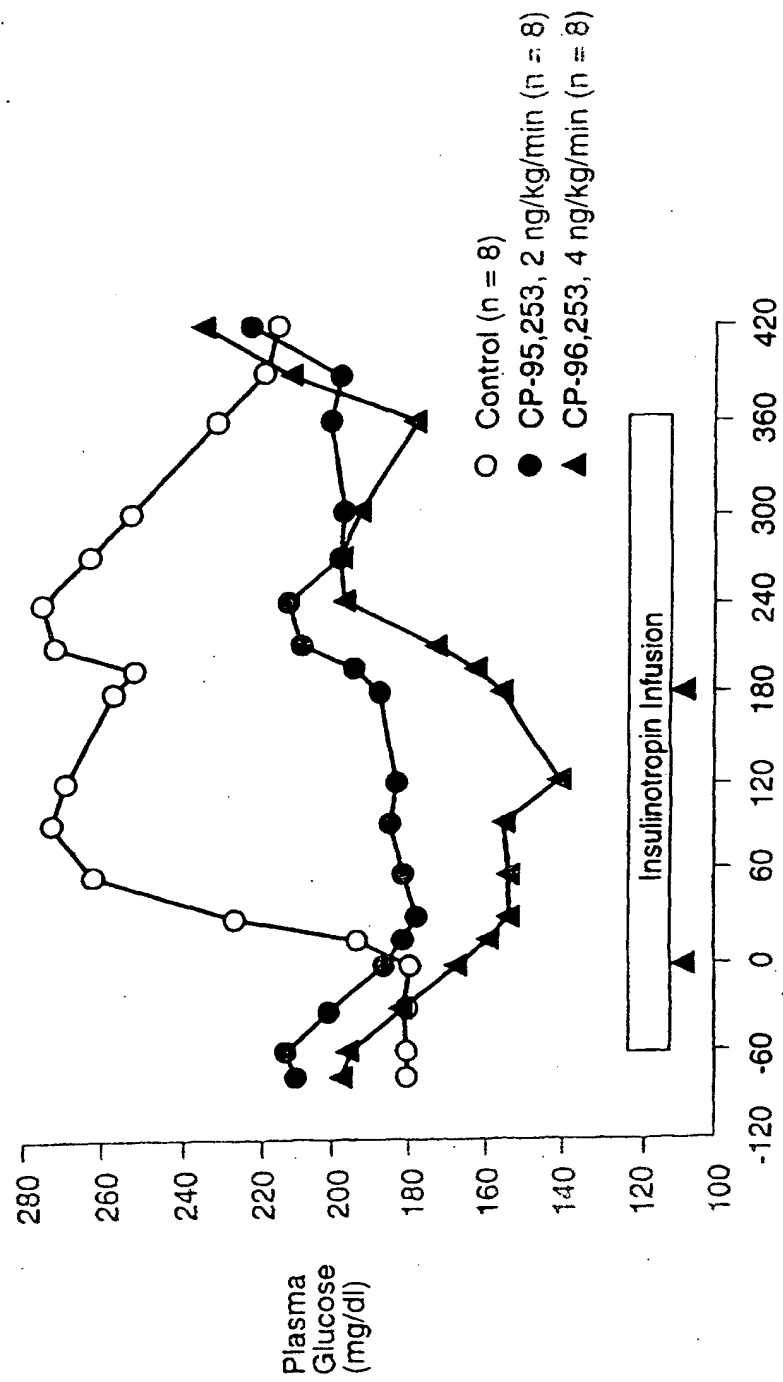 Plasma
Glucose
(mg/dl)
280
260
240
220
200
180
160
140
120
100
Insulinotropin Infusion
-120
-60
0
60
120
180
240
300
360
420
Control (n = 8)
CP-95,253, 2 ng/kg/min (n = 8)
CP-96,253, 4 ng/kg/min (n = 8)